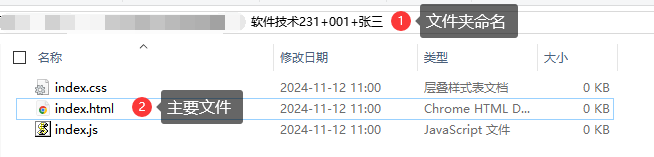 软件技术231+001+张三 1 文件夹命名
名称 修改日期 类型 大小
index.css 2024-11-12 11:00 层叠样式表文档 0 KB
index.html 2 主要文件 2024-11-12 11:00 Chrome HTML D... 0 KB
index.js 2024-11-12 11:00 JavaScript 文件 0 KB